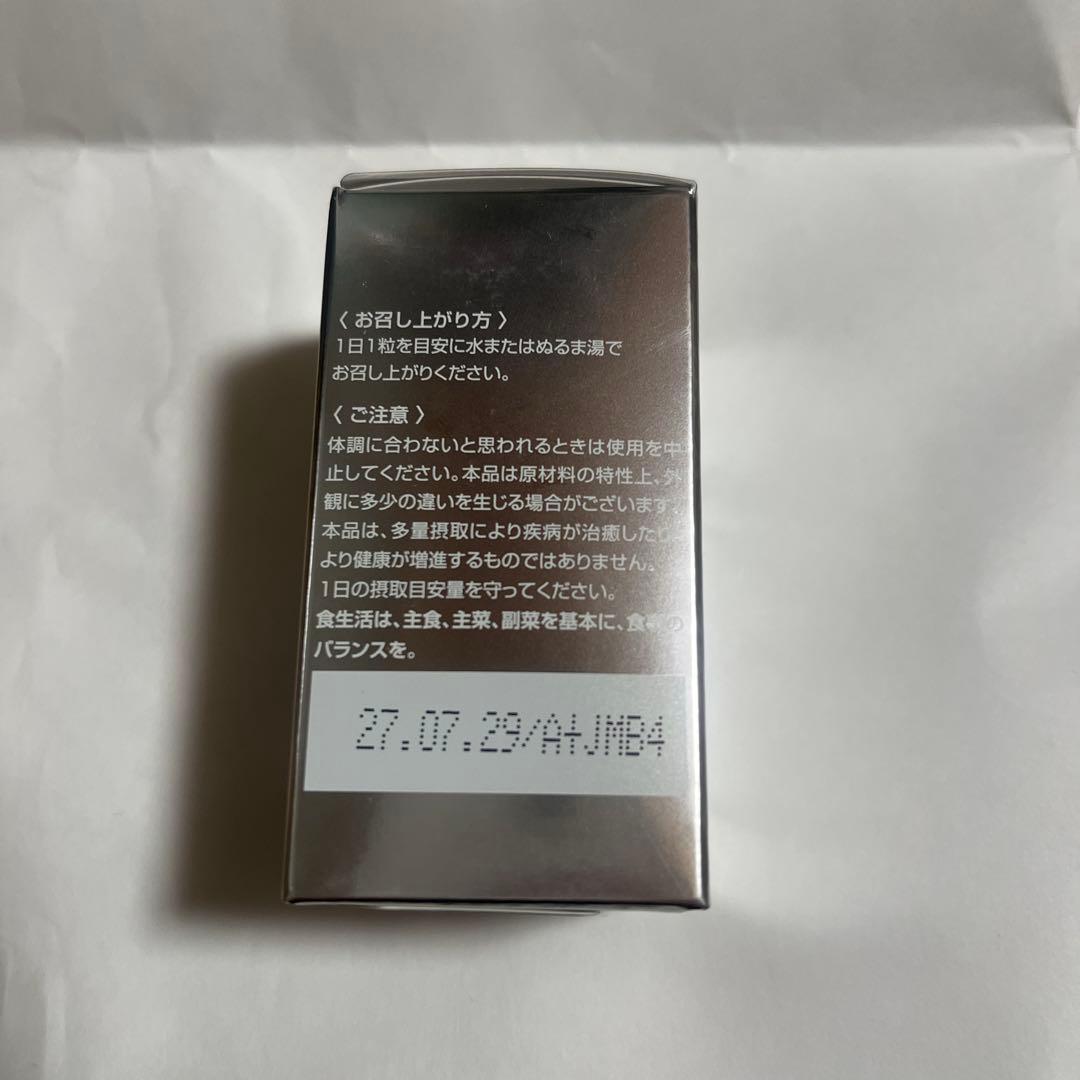 〈 お召し上がり方 〉
1日1粒を目安に水またはぬるま湯で
お召し上がりください。
〈 ご注意 〉
体調に合わないと思われるときは使用を中
止してください。本品は原材料の特性上、外
観に多少の違いを生じる場合がございます。
本品は、多量摂取により疾病が治癒したり、
より健康が増進するものではありません。
1日の摂取目安量を守ってください。
食生活は、主食、主菜、副菜を基本に、食事の
バランスを。
27.07.29/A+JMB4